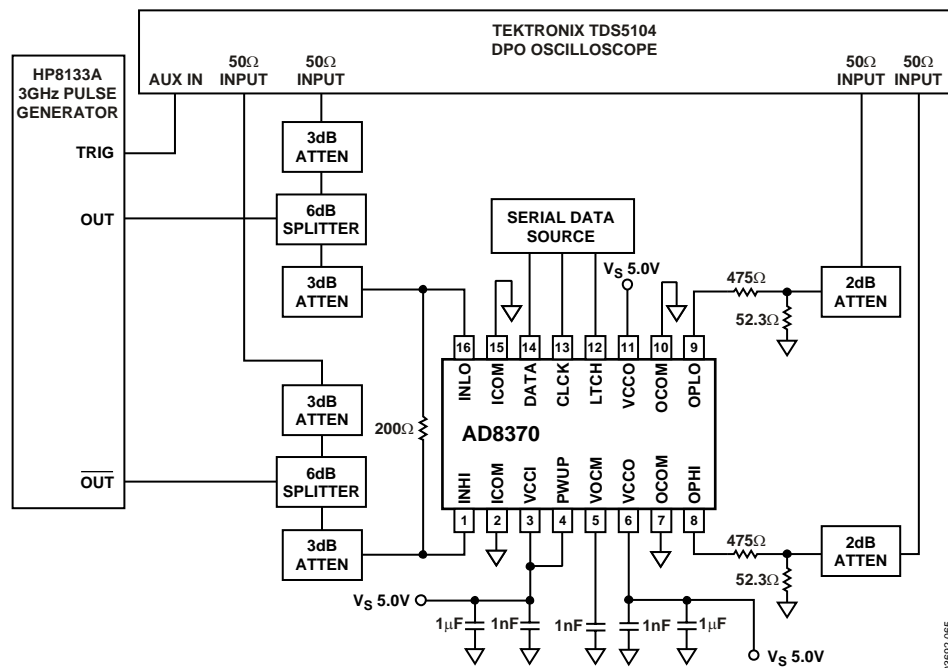 TEKTRONIX TDS5104
DPO OSCILLOSCOPE
AUX IN
50Ω
INPUT
50Ω
INPUT
50Ω
INPUT
50Ω
INPUT
HP8133A
3GHz PULSE
GENERATOR
TRIG
OUT
OUT
3dB
ATTEN
6dB
SPLITTER
3dB
ATTEN
SERIAL DATA
SOURCE
VS 5.0V
475Ω
52.3Ω
2dB
ATTEN
16
15
14
13
12
11
10
9
INLO
ICOM
DATA
CLCK
LTCH
VCCO
OCOM
OPLO
AD8370
200Ω
INHI
ICOM
VCCI
PWUP
VOCM
VCCO
OCOM
OPHI
1
2
3
4
5
6
7
8
3dB
ATTEN
6dB
SPLITTER
3dB
ATTEN
475Ω
52.3Ω
2dB
ATTEN
VS 5.0V
1μF
1nF
1nF
1nF
1μF
VS 5.0V